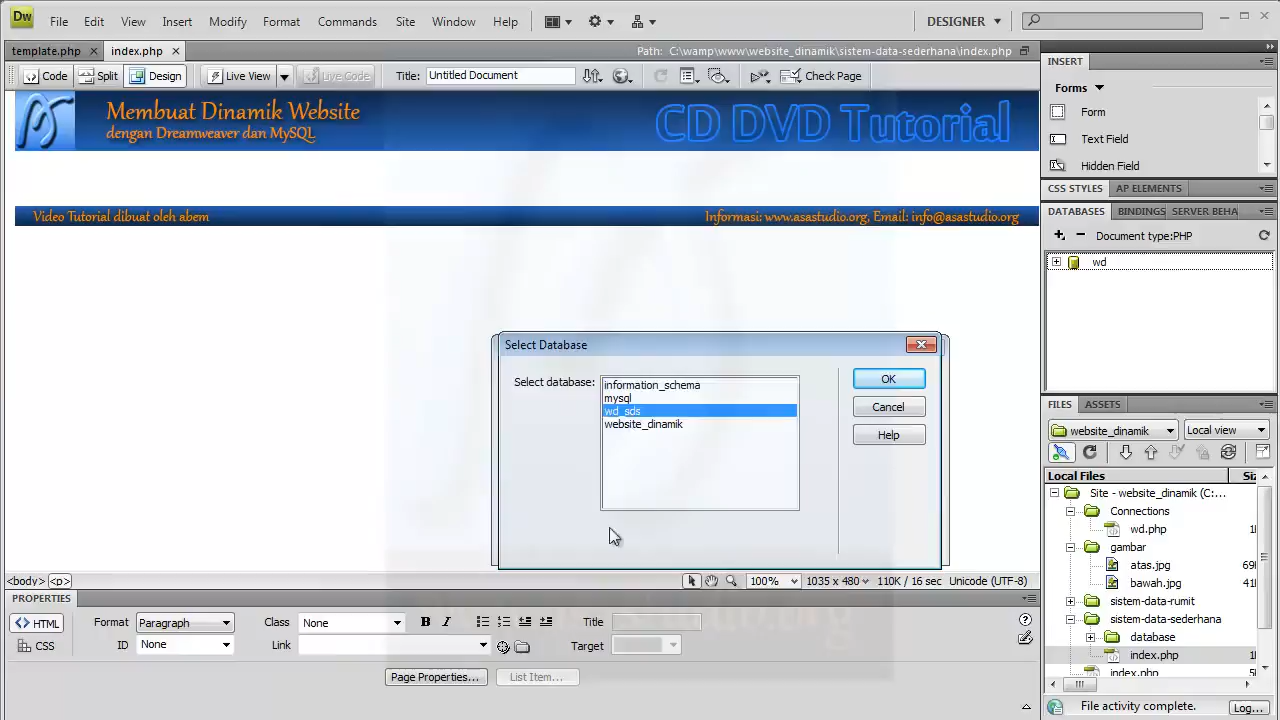 Dw File Edit View Insert Modify Format Commands Site Window Help DESIGNER
template.php index.php Path: C:\wamp\www\website_dinamik\sistem-data-sederhana\index.php
Code Split Design Live View Live Code Title: Untitled Document Check Page
Membuat Dinamik Website
dengan Dreamweaver dan MySQL
CD DVD Tutorial
Video Tutorial dibuat oleh abem
Informasi: www.asastudio.org, Email: info@asastudio.org
Select Database
Select database:
information_schema
mysql
wd_sds
website_dinamik
OK
Cancel
Help
<body> <p>
100% 1035 x 480 110K / 16 sec Unicode (UTF-8)
PROPERTIES
HTML Format Paragraph Class None B I Title
CSS ID None Link Target
Page Properties... List Item...
INSERT
Forms
Form
Text Field
Hidden Field
CSS STYLES AP ELEMENTS
DATABASES BINDINGS SERVER BEHA
Document type:PHP
wd
FILES ASSETS
website_dinamik Local view
Local Files Siz
Site - website_dinamik (C:...
Connections
wd.php 1
gambar
atas.jpg 69
bawah.jpg 41
sistem-data-rumit
sistem-data-sederhana
database
index.php 1
index.php 5
File activity complete. Log...